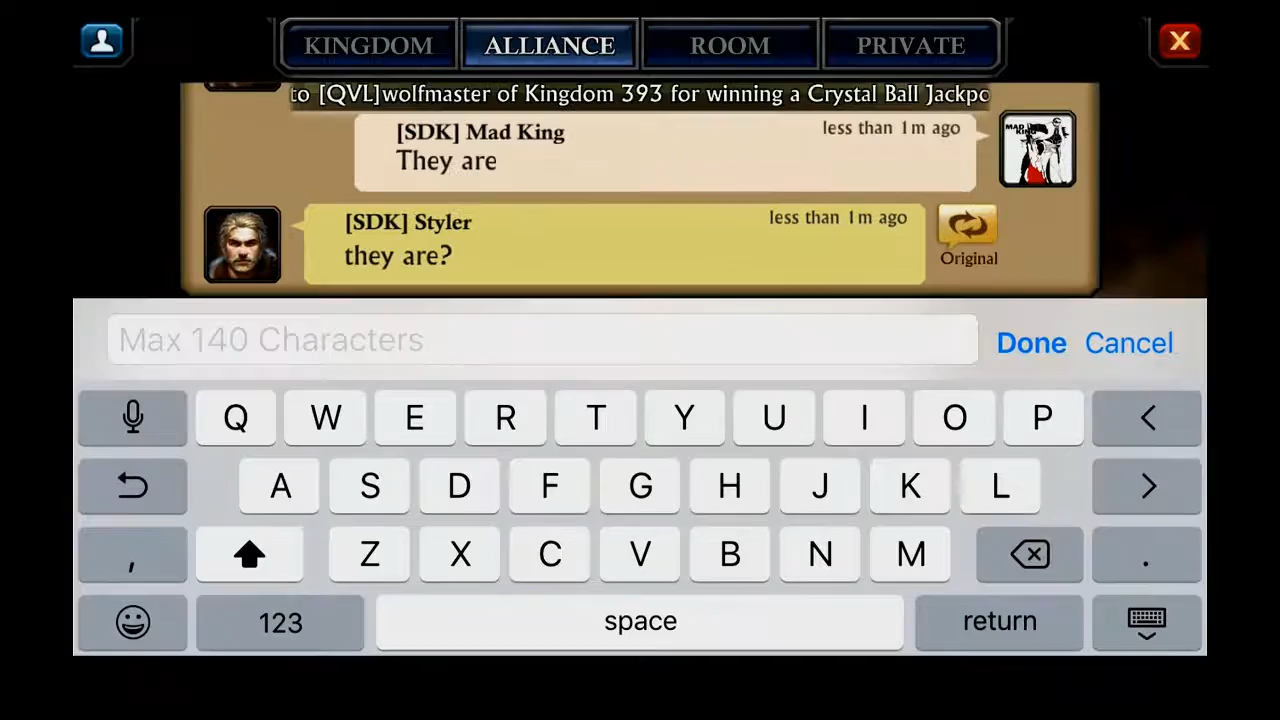 KINGDOM
ALLIANCE
ROOM
PRIVATE
X
to [QVL]wolfmaster of Kingdom 393 for winning a Crystal Ball Jackpo
[SDK] Mad King
less than 1m ago
They are
MAD KING
[SDK] Styler
less than 1m ago
they are?
Original
Max 140 Characters
Done Cancel
Q W E R T Y U I O P <
A S D F G H J K L >
, Z X C V B N M .
123 space return